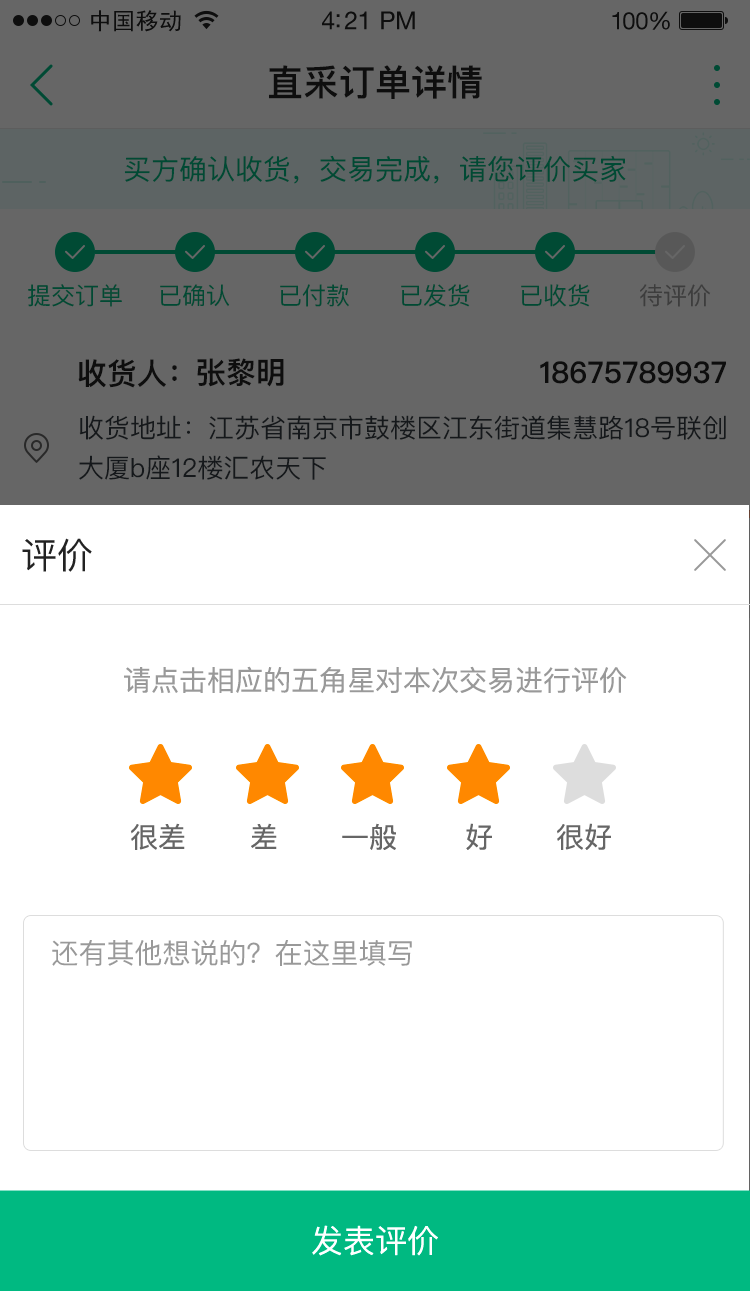 中国移动 4:21 PM 100%
直采订单详情
买方确认收货，交易完成，请您评价买家
提交订单 已确认 已付款 已发货 已收货 待评价
收货人：张黎明 18675789937
收货地址：江苏省南京市鼓楼区江东街道集慧路18号联创
大厦b座12楼汇农天下
评价
请点击相应的五角星对本次交易进行评价
很差 差 一般 好 很好
还有其他想说的？在这里填写
发表评价